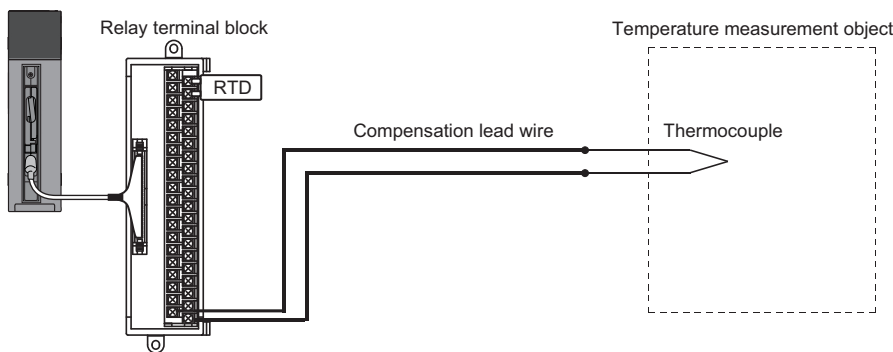 Relay terminal block
Temperature measurement object
RTD
Compensation lead wire
Thermocouple